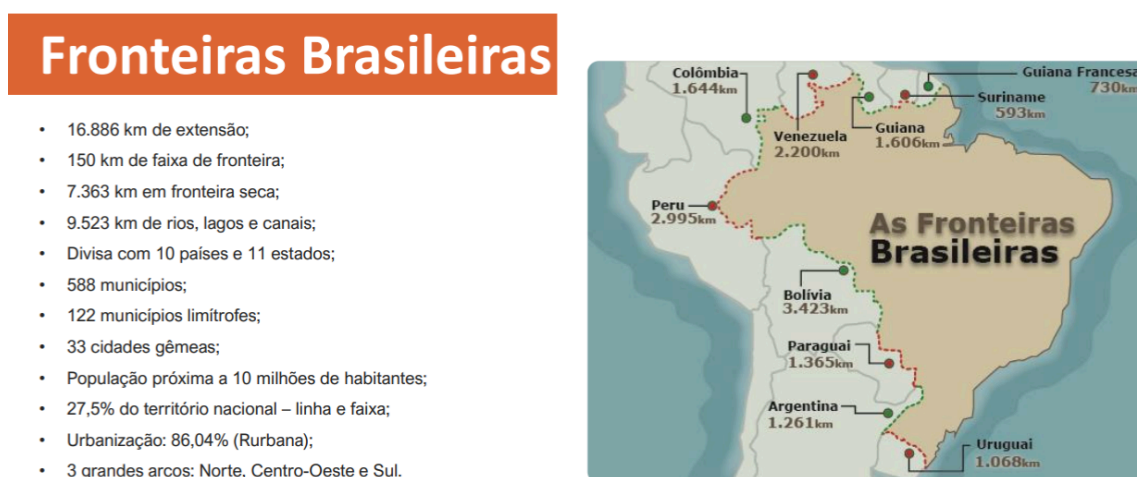 Fronteiras Brasileiras
• 16.886 km de extensão;
• 150 km de faixa de fronteira;
• 7.363 km em fronteira seca;
• 9.523 km de rios, lagos e canais;
• Divisa com 10 países e 11 estados;
• 588 municípios;
• 122 municípios limítrofes;
• 33 cidades gêmeas;
• População próxima a 10 milhões de habitantes;
• 27,5% do território nacional – linha e faixa;
• Urbanização: 86,04% (Rurbana);
• 3 grandes arcos: Norte, Centro-Oeste e Sul.
Colômbia
1.644km
Guiana Francesa
730km
Suriname
593km
Venezuela
2.200km
Guiana
1.606km
Peru
2.995km
As Fronteiras
Brasileiras
Bolívia
3.423km
Paraguai
1.365km
Argentina
1.261km
Uruguai
1.068km